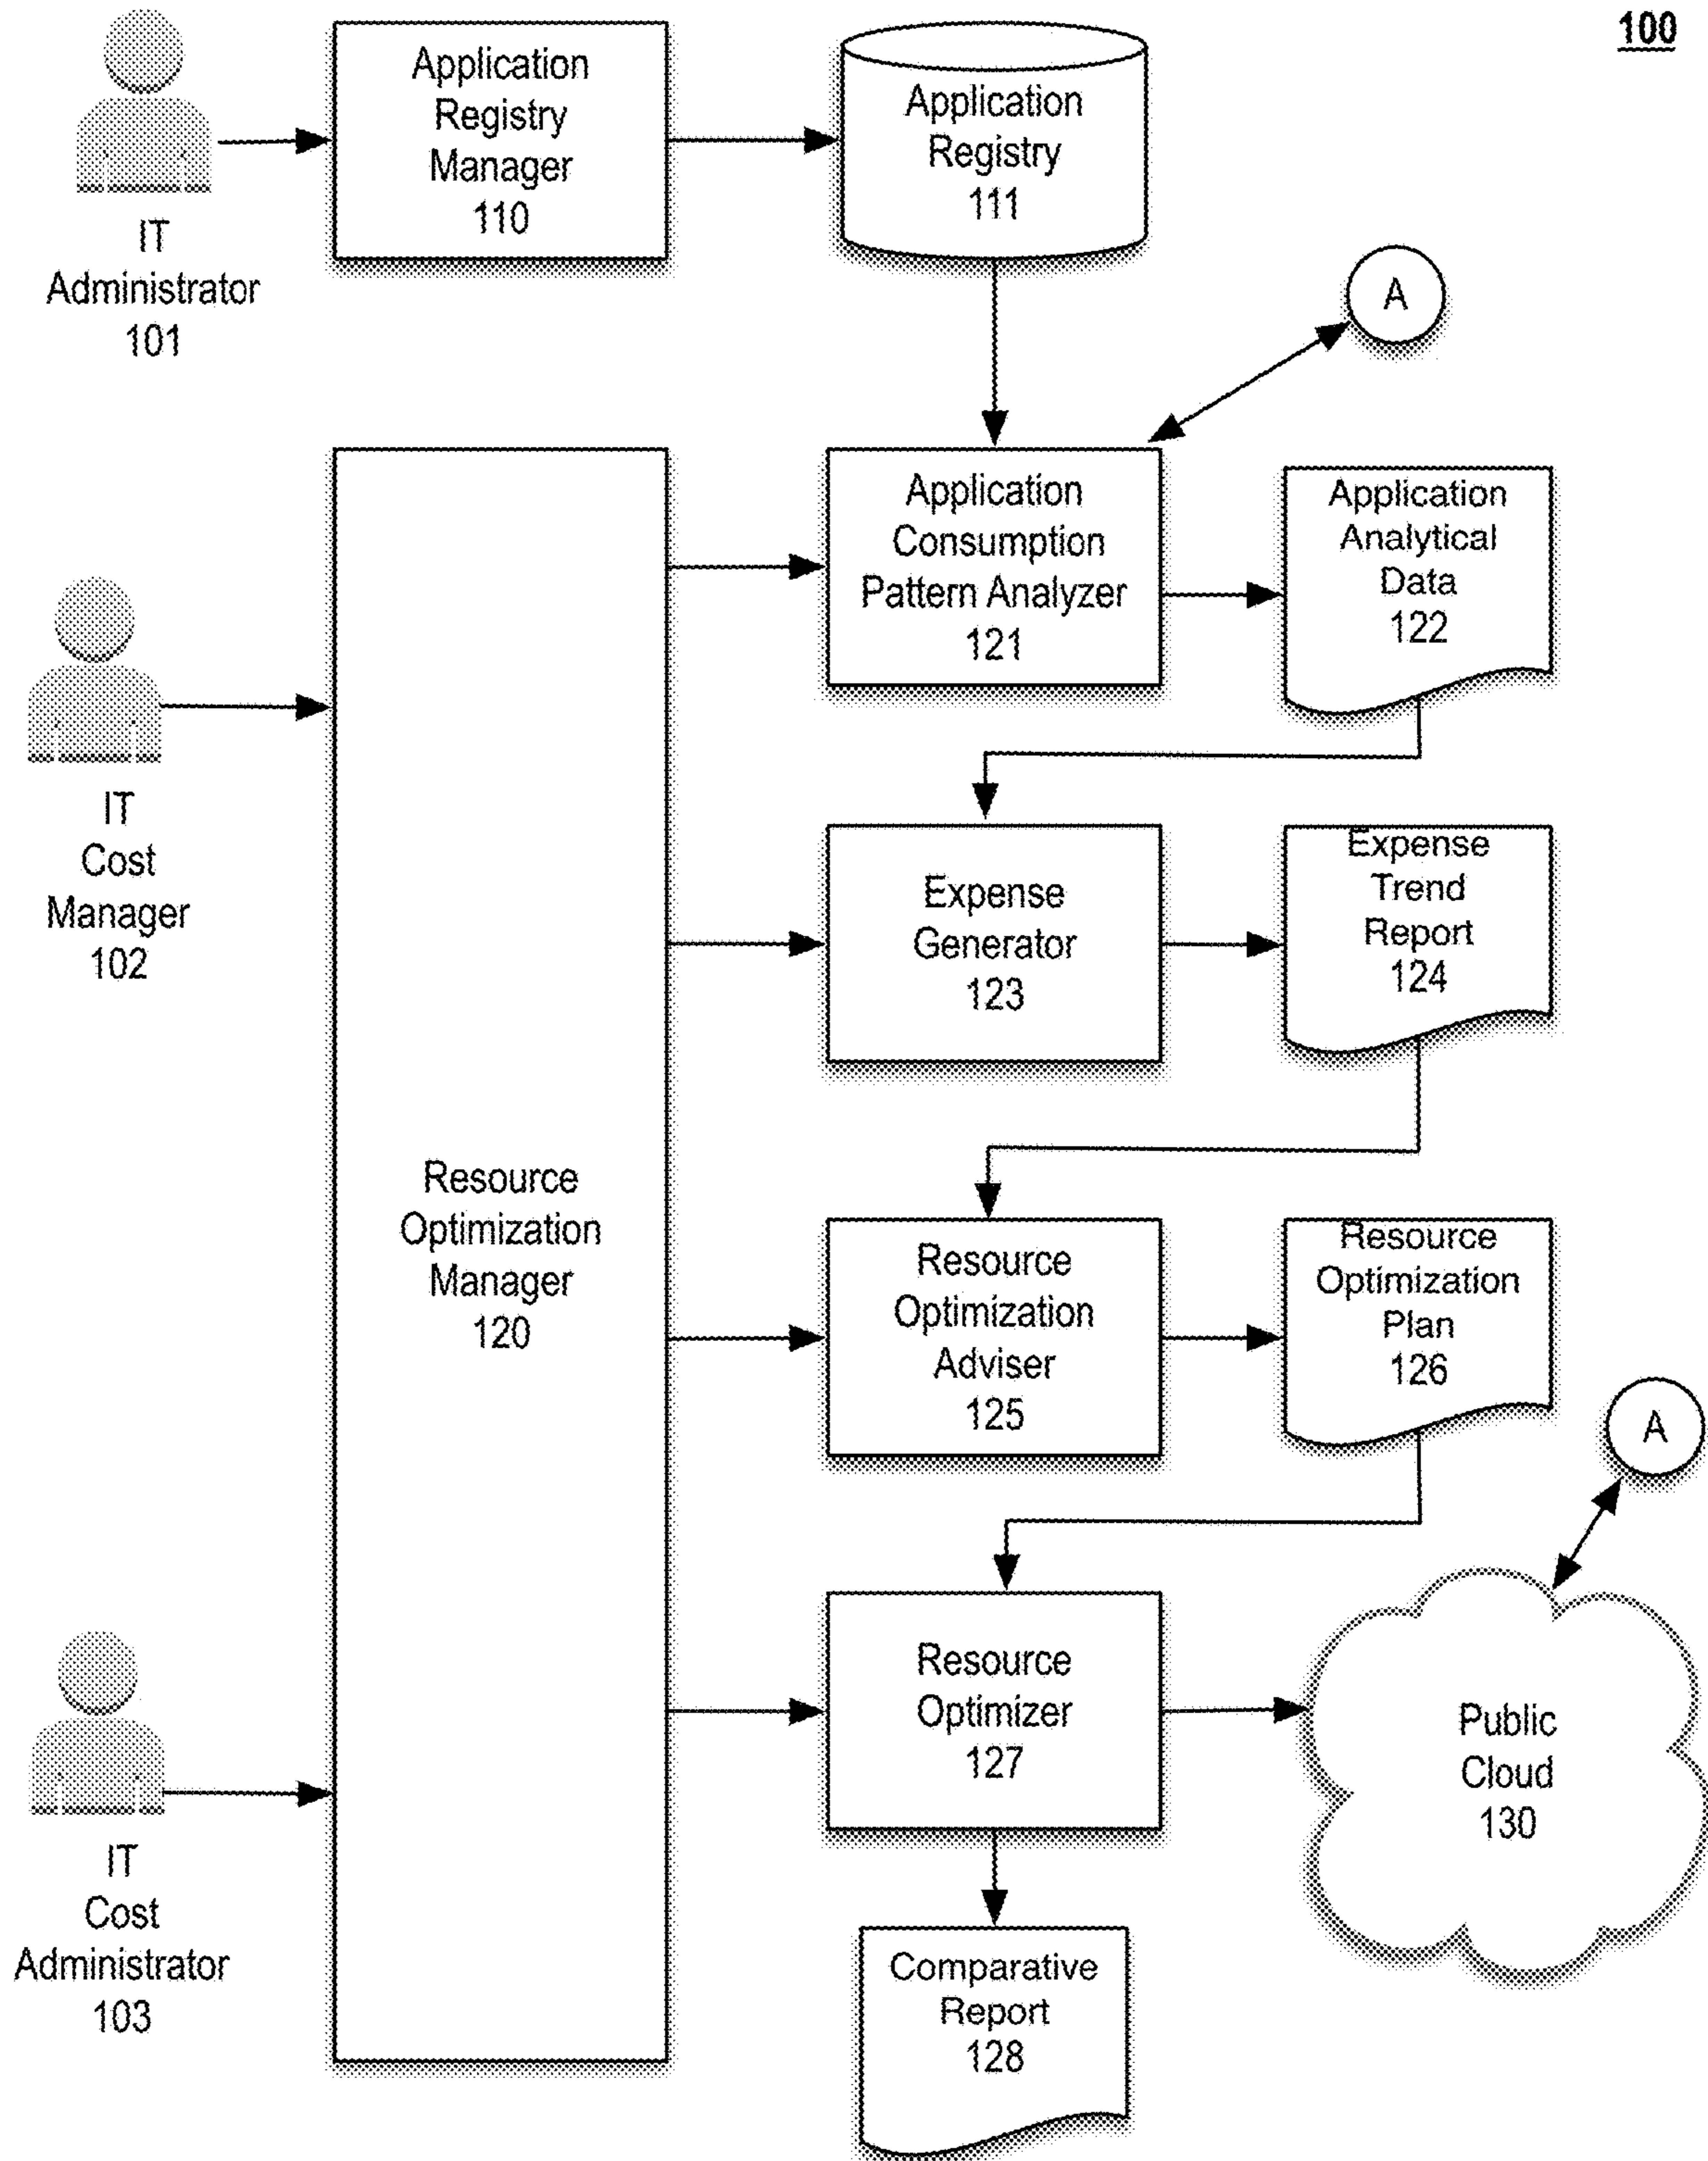 100
Application
Registry
Manager
110
Application
Registry
111
IT
Administrator
101
A
Application
Consumption
Pattern Analyzer
121
Application
Analytical
Data
122
IT
Cost
Manager
102
Expense
Generator
123
Expense
Trend
Report
124
Resource
Optimization
Manager
120
Resource
Optimization
Adviser
125
Resource
Optimization
Plan
126
A
Resource
Optimizer
127
Public
Cloud
130
IT
Cost
Administrator
103
Comparative
Report
128